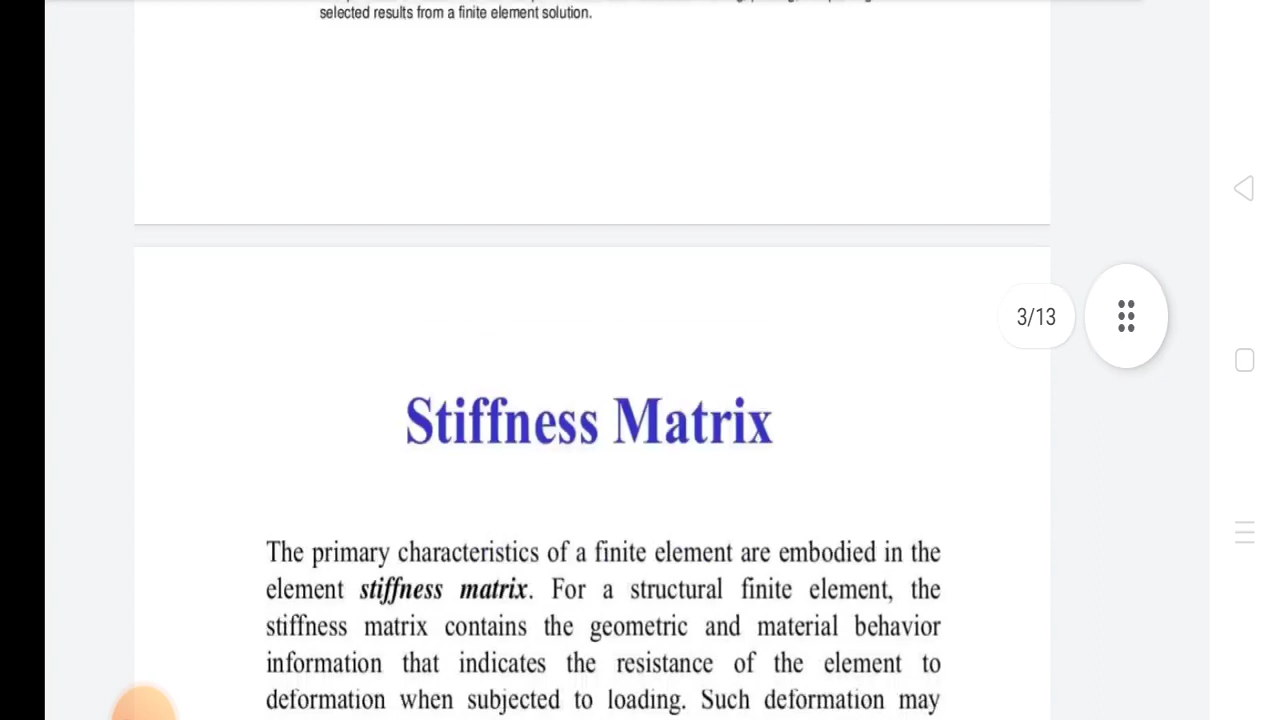 selected results from a finite element solution.
3/13
Stiffness Matrix
The primary characteristics of a finite element are embodied in the
element stiffness matrix. For a structural finite element, the
stiffness matrix contains the geometric and material behavior
information that indicates the resistance of the element to
deformation when subjected to loading. Such deformation may